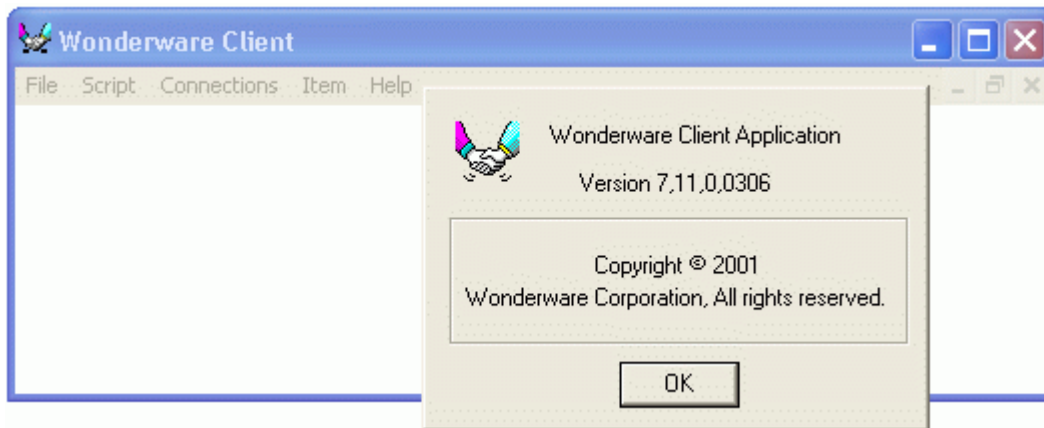 Wonderware Client
File Script Connections Item Help
Wonderware Client Application
Version 7,11,0,0306
Copyright © 2001
Wonderware Corporation, All rights reserved.
OK